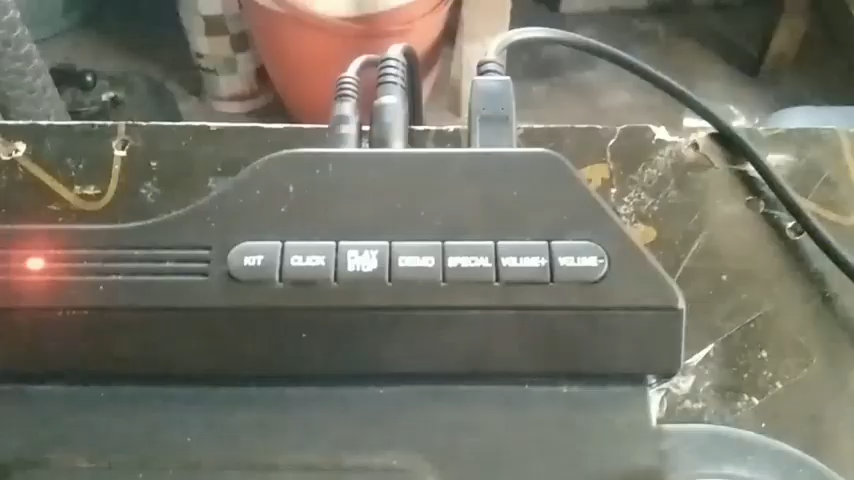 KIT
CLICK
PLAY
STOP
DEMO
SPECIAL
VOLUME+
VOLUME-